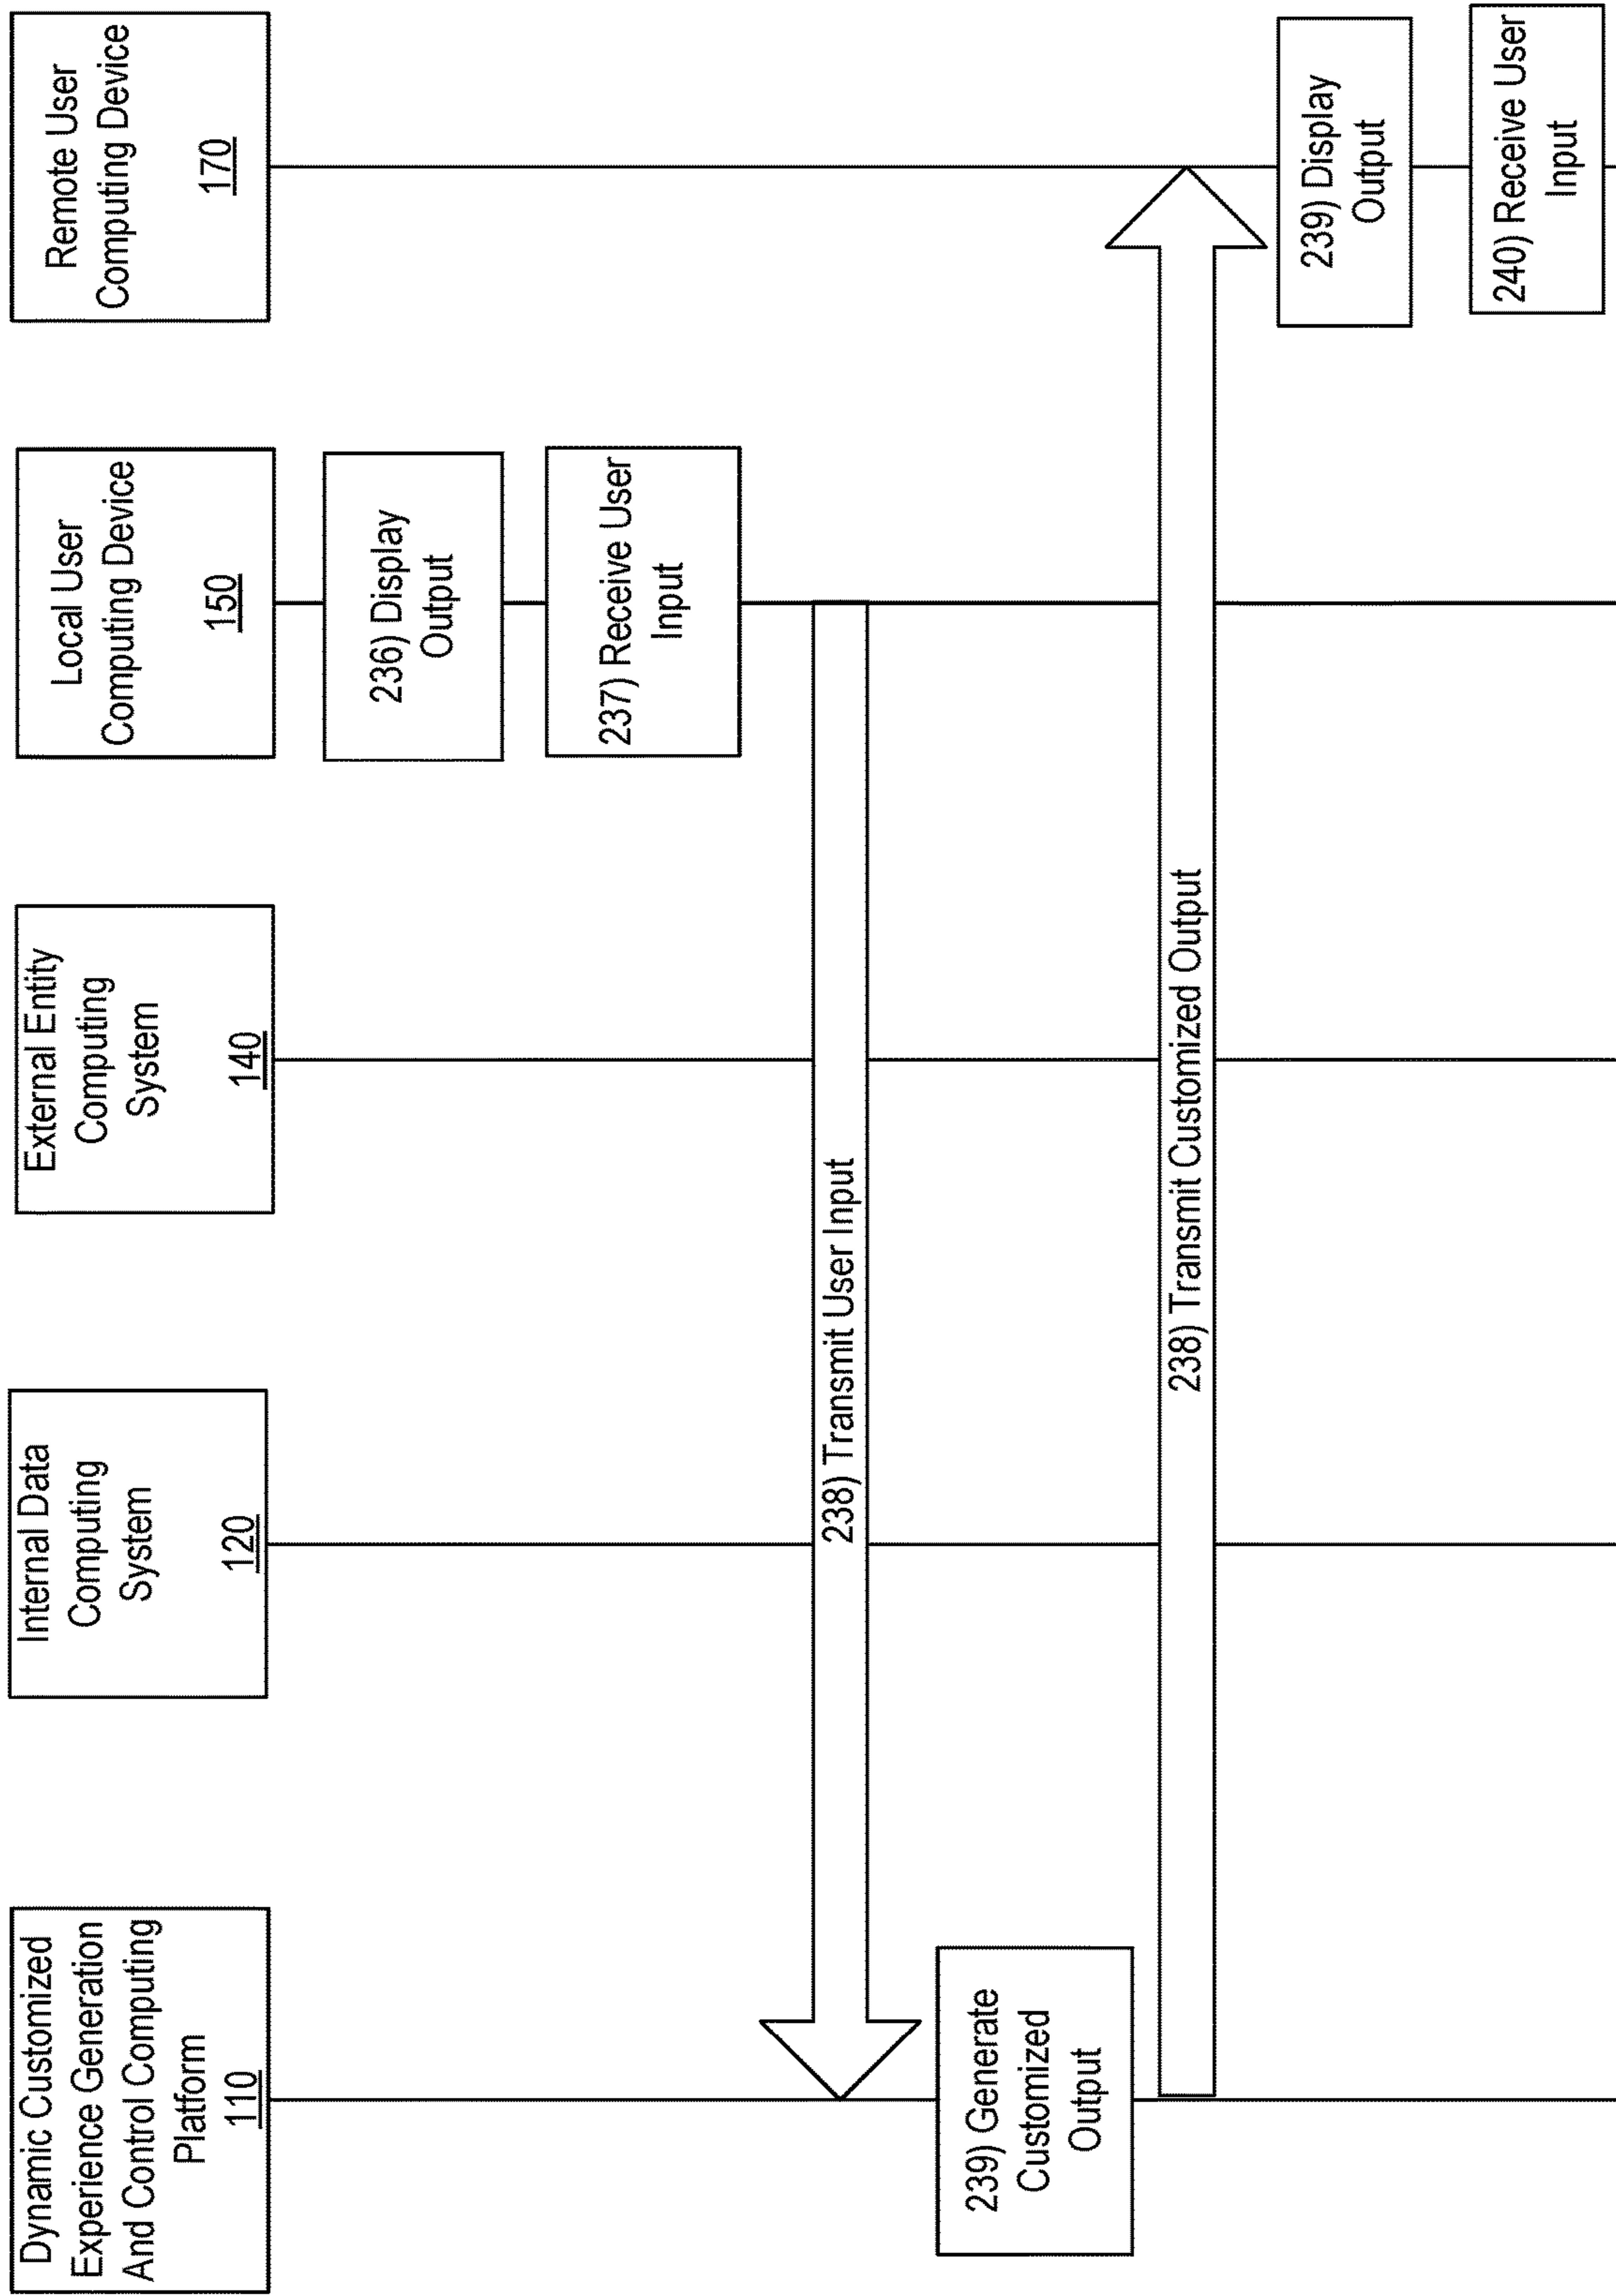 Dynamic Customized
Experience Generation
And Control Computing
Platform
110
Internal Data
Computing
System
120
External Entity
Computing
System
140
Local User
Computing Device
150
Remote User
Computing Device
170
236) Display
Output
237) Receive User
Input
238) Transmit User Input
239) Generate
Customized
Output
238) Transmit Customized Output
239) Display
Output
240) Receive User
Input